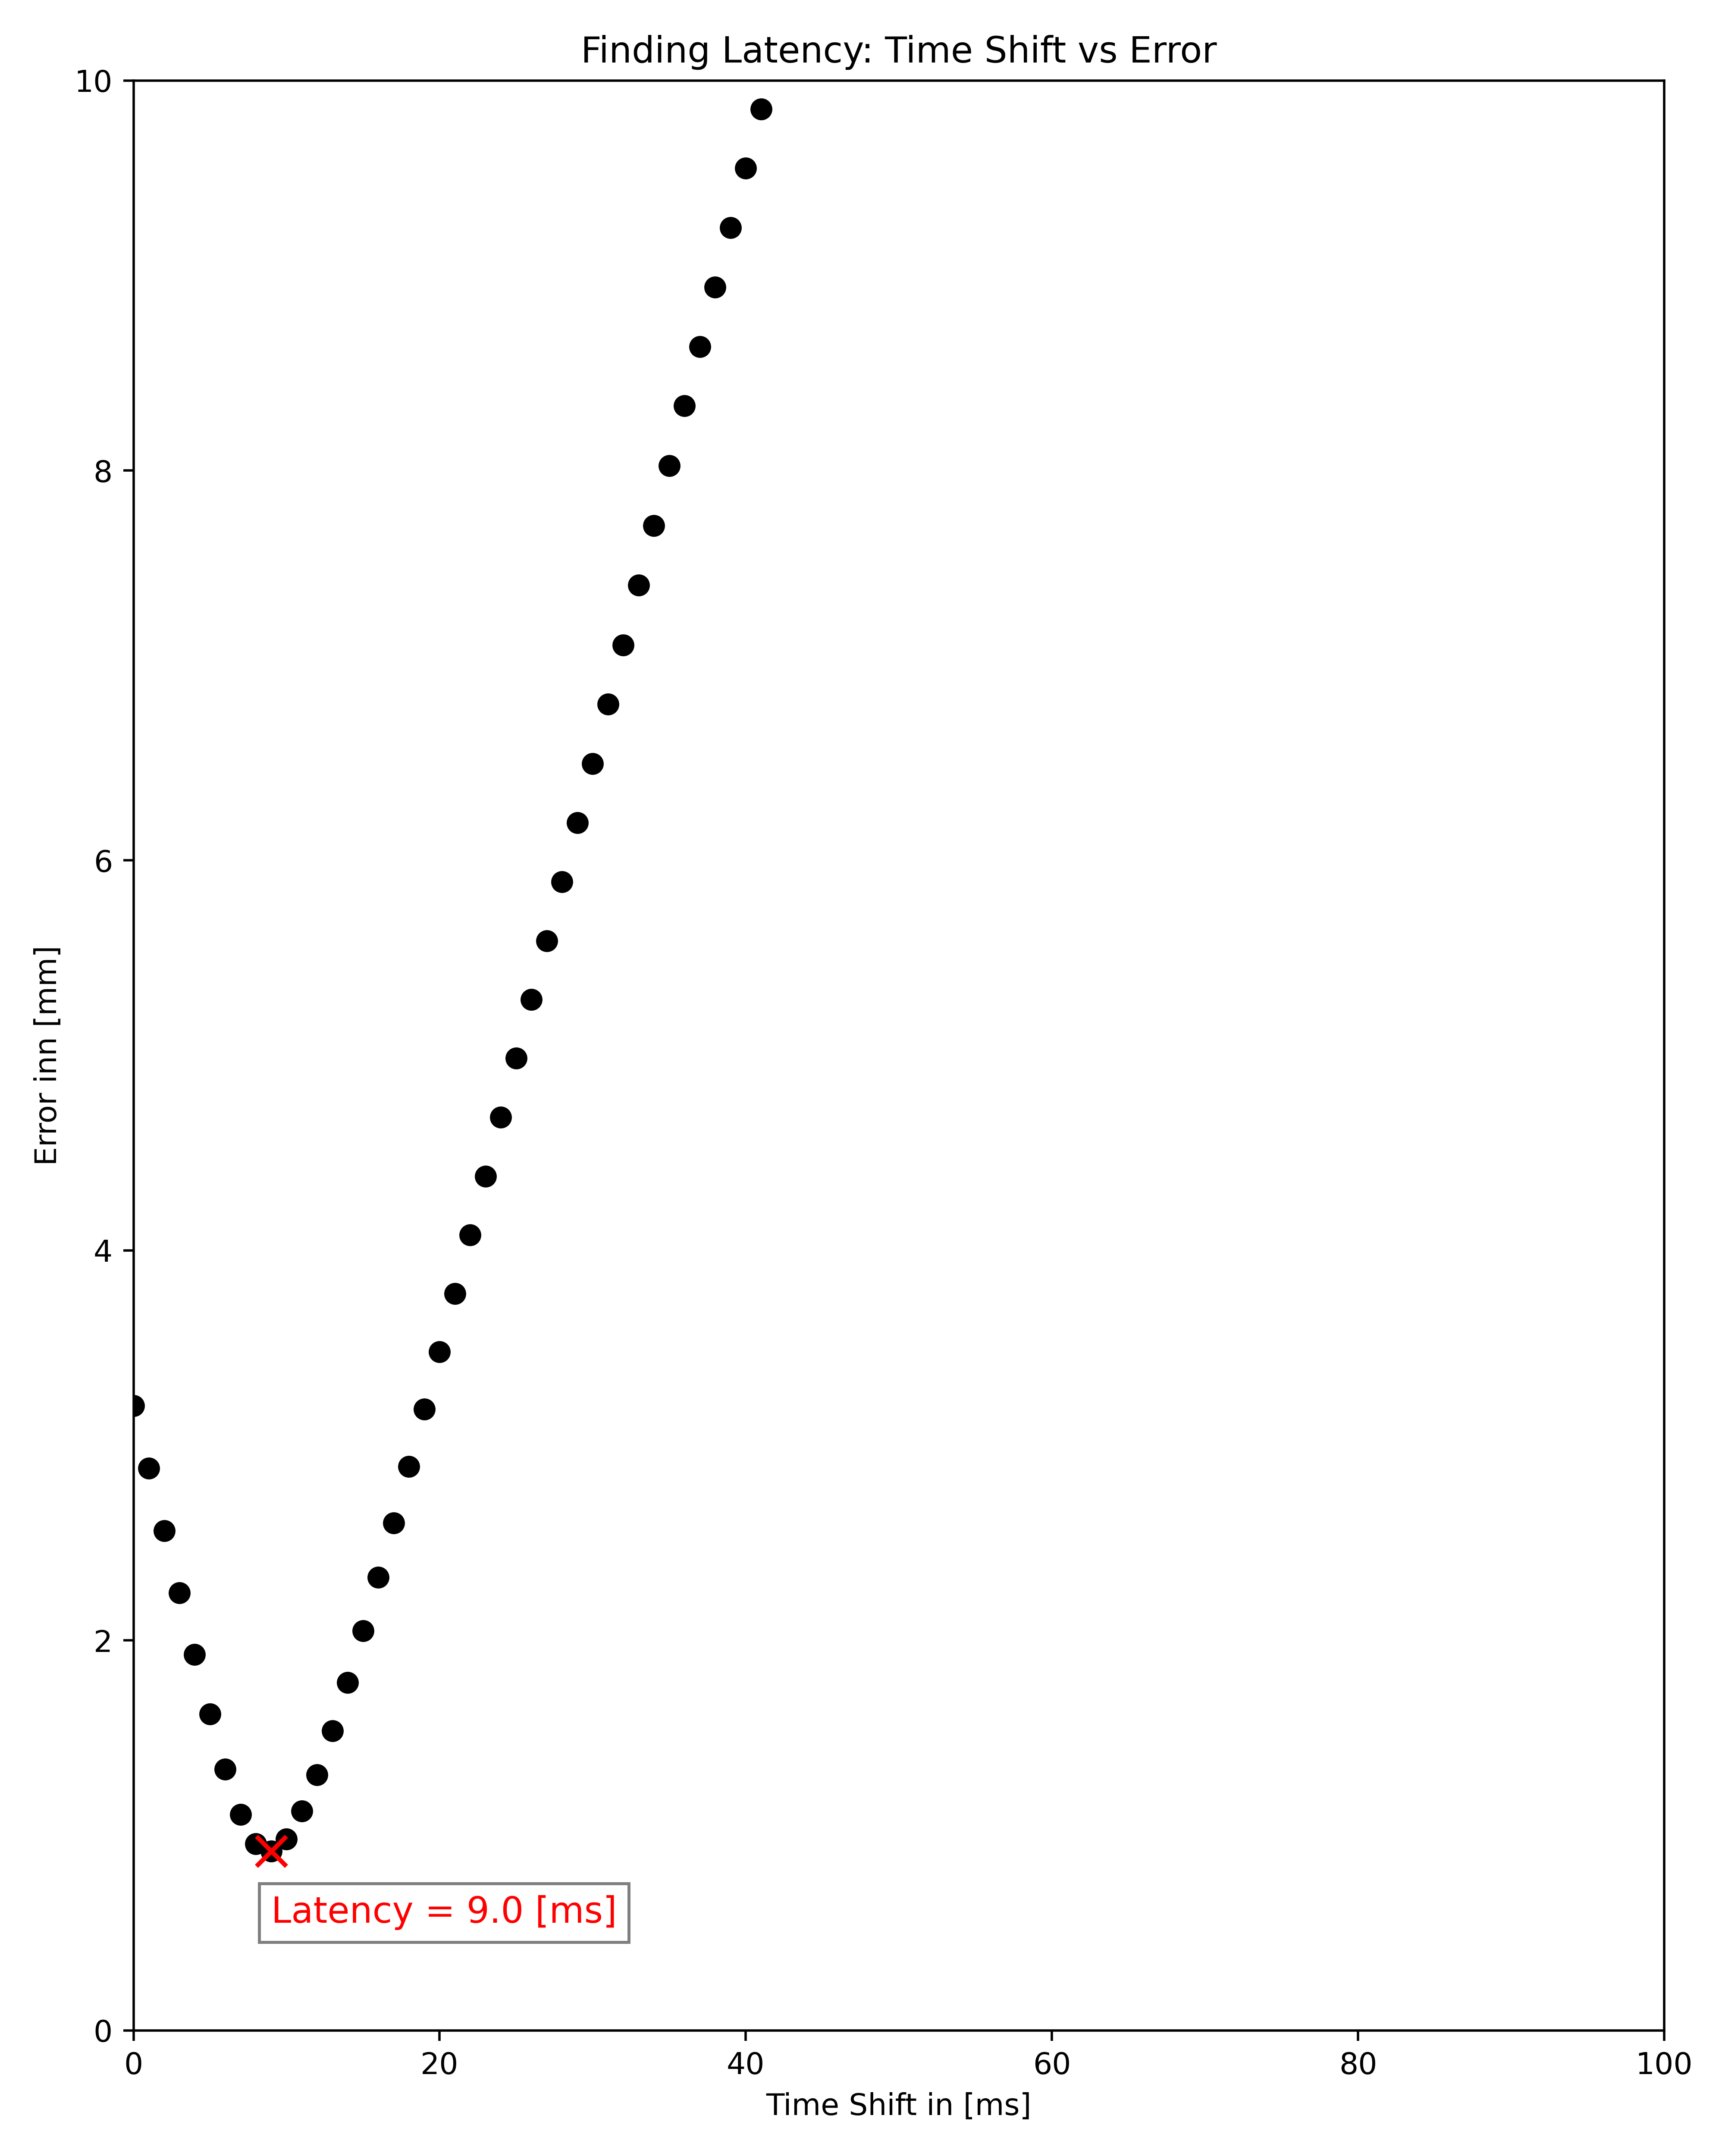 Finding Latency: Time Shift vs Error
10
8
6
4
2
0
Error inn [mm]
Latency = 9.0 [ms]
0 20 40 60 80 100
Time Shift in [ms]